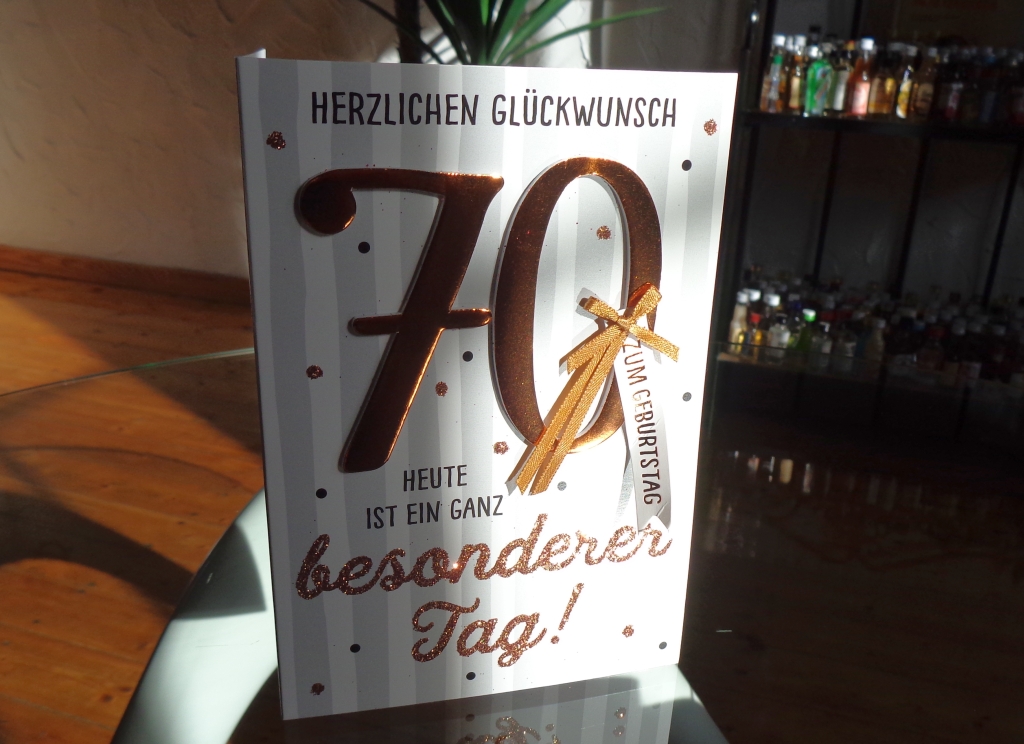 HERZLICHEN GLÜCKWUNSCH
70
ZUM GEBURTSTAG
HEUTE
IST EIN GANZ
besonderer
Tag!